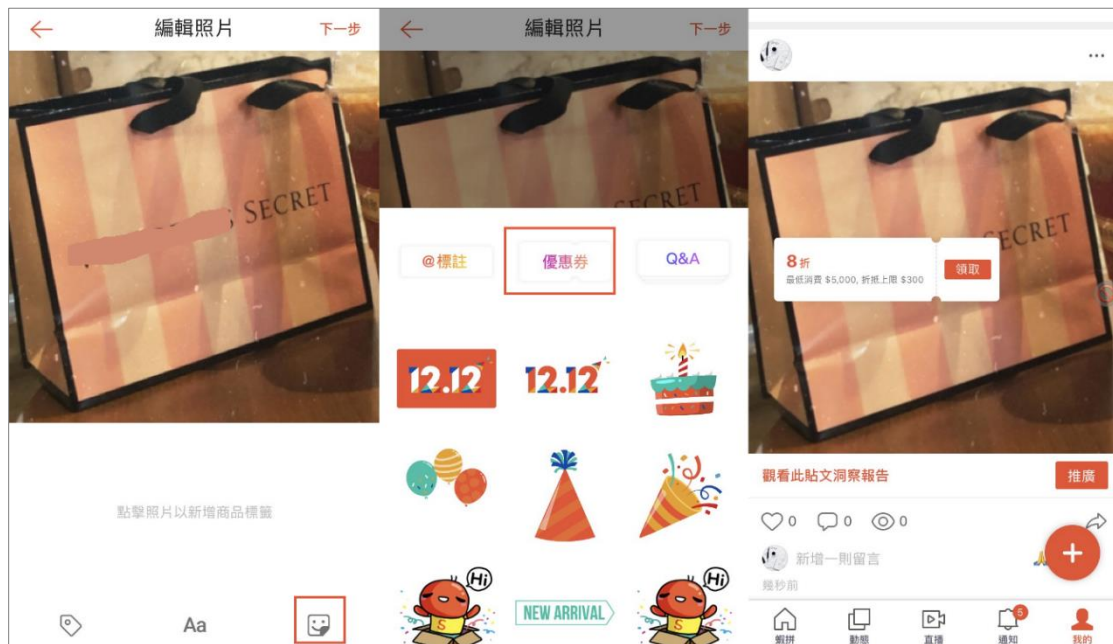 編輯照片
下一步
SECRET
點擊照片以新增商品標籤
Aa
編輯照片
下一步
SECRET
@標註
優惠券
Q&A
12.12
12.12
Hi
S
NEW ARRIVAL
Hi
S
SECRET
8折
最低消費 $5,000, 折抵上限 $300
領取
觀看此貼文洞察報告
推廣
0
0
0
新增一則留言
幾秒前
蝦拼
動態
直播
5
通知
我的